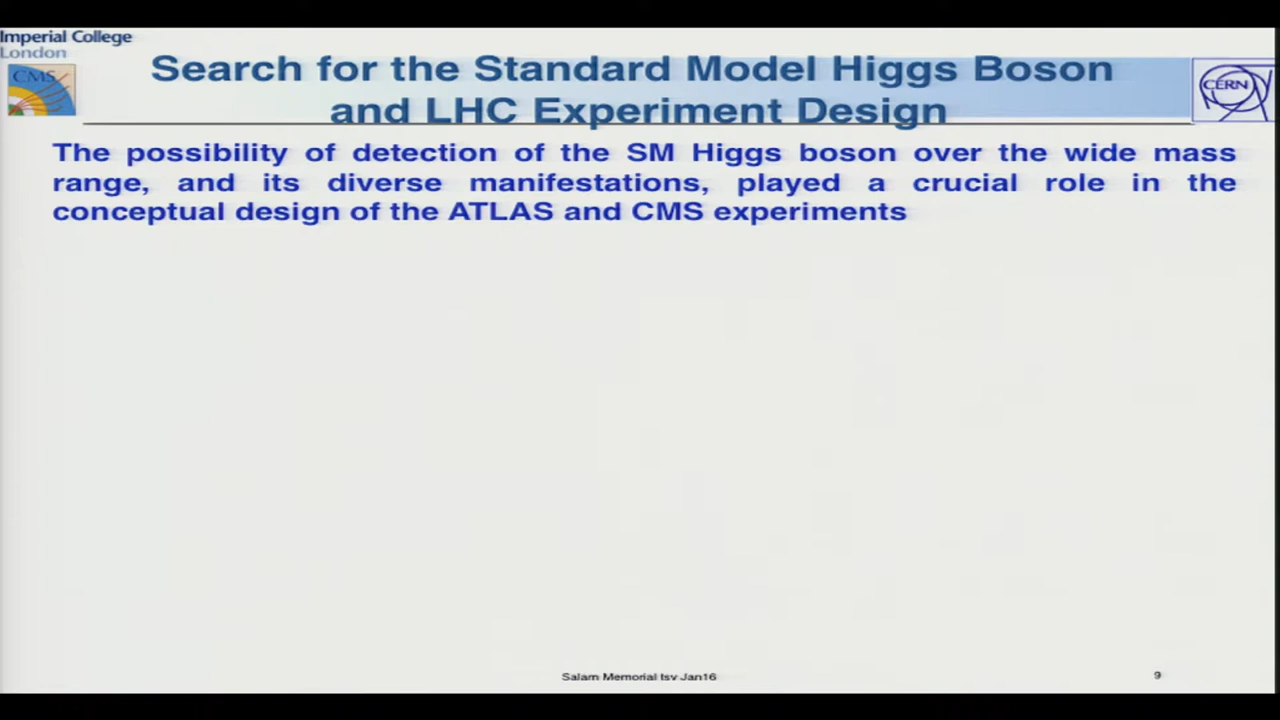 Imperial College
London
CMS
CERN
Search for the Standard Model Higgs Boson
and LHC Experiment Design
The possibility of detection of the SM Higgs boson over the wide mass
range, and its diverse manifestations, played a crucial role in the
conceptual design of the ATLAS and CMS experiments
Salam Memorial tsv Jan16
9